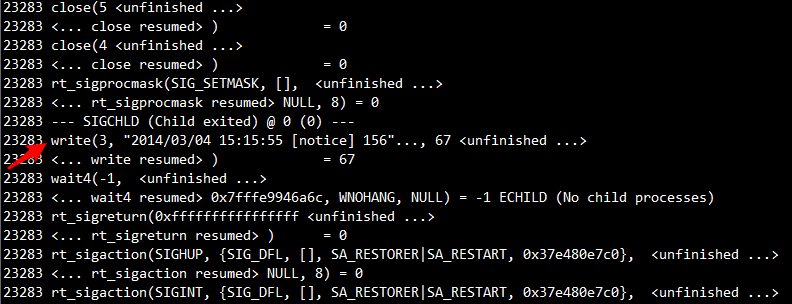 23283 close(5 <unfinished ...>
23283 <... close resumed> )             = 0
23283 close(4 <unfinished ...>
23283 <... close resumed> )             = 0
23283 rt_sigprocmask(SIG_SETMASK, [],  <unfinished ...>
23283 <... rt_sigprocmask resumed> NULL, 8) = 0
23283 --- SIGCHLD (Child exited) @ 0 (0) ---
23283 write(3, "2014/03/04 15:15:55 [notice] 156"..., 67 <unfinished ...>
23283 <... write resumed> )             = 67
23283 wait4(-1,  <unfinished ...>
23283 <... wait4 resumed> 0x7fffe9946a6c, WNOHANG, NULL) = -1 ECHILD (No child processes)
23283 rt_sigreturn(0xffffffffffffffff <unfinished ...>
23283 <... rt_sigreturn resumed> )      = 0
23283 rt_sigaction(SIGHUP, {SIG_DFL, [], SA_RESTORER|SA_RESTART, 0x37e480e7c0},  <unfinished ...>
23283 <... rt_sigaction resumed> NULL, 8) = 0
23283 rt_sigaction(SIGINT, {SIG_DFL, [], SA_RESTORER|SA_RESTART, 0x37e480e7c0},  <unfinished ...>